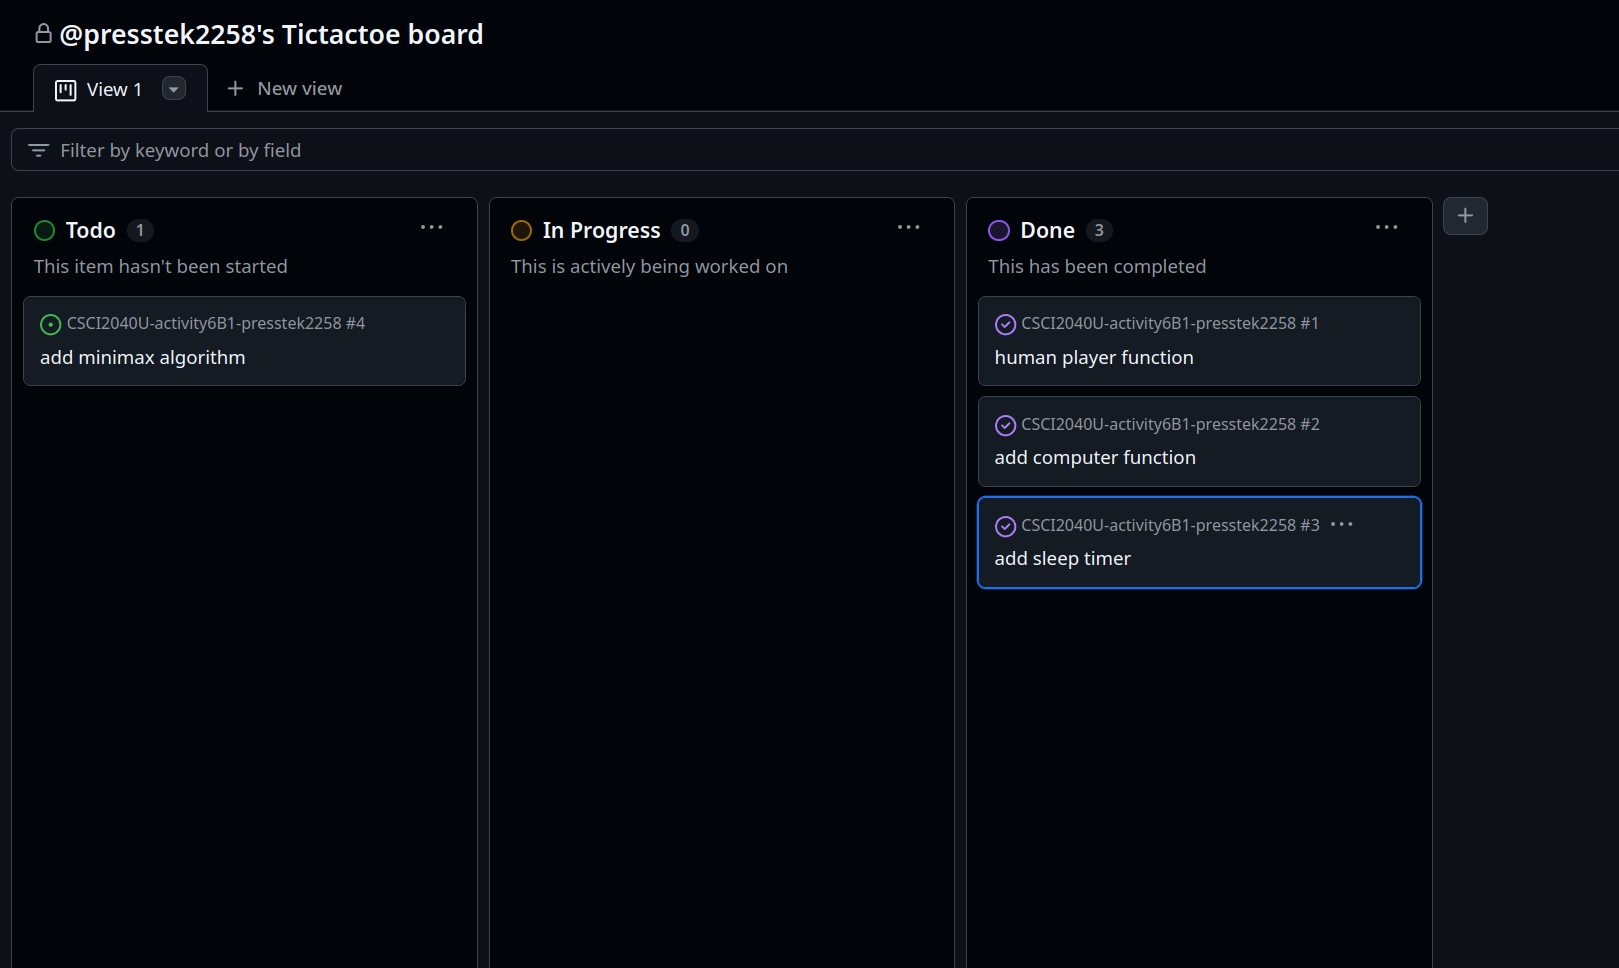 @presstek2258's Tictactoe board
View 1
New view
Filter by keyword or by field
Todo 1
This item hasn't been started
CSCI2040U-activity6B1-presstek2258 #4
add minimax algorithm
In Progress 0
This is actively being worked on
Done 3
This has been completed
CSCI2040U-activity6B1-presstek2258 #1
human player function
CSCI2040U-activity6B1-presstek2258 #2
add computer function
CSCI2040U-activity6B1-presstek2258 #3
add sleep timer